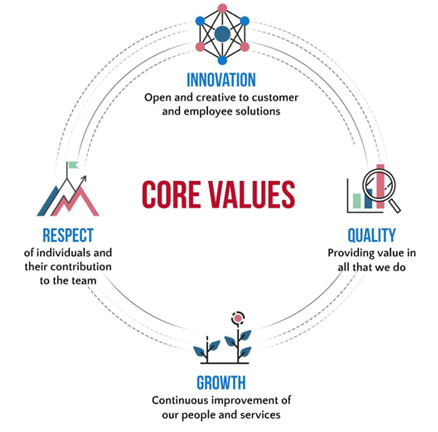 INNOVATION
Open and creative to customer
and employee solutions
CORE VALUES
RESPECT
of individuals and
their contribution
to the team
QUALITY
Providing value in
all that we do
GROWTH
Continuous improvement of
our people and services